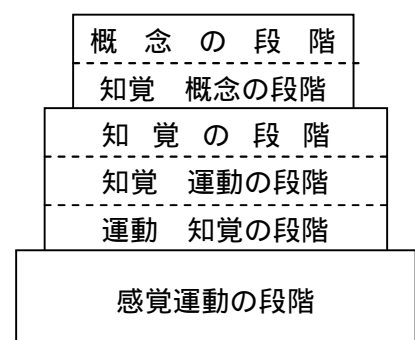 概　念　の　段　階
知覚　概念の段階
知　覚　の　段　階
知覚　運動の段階
運動　知覚の段階
感覚運動の段階